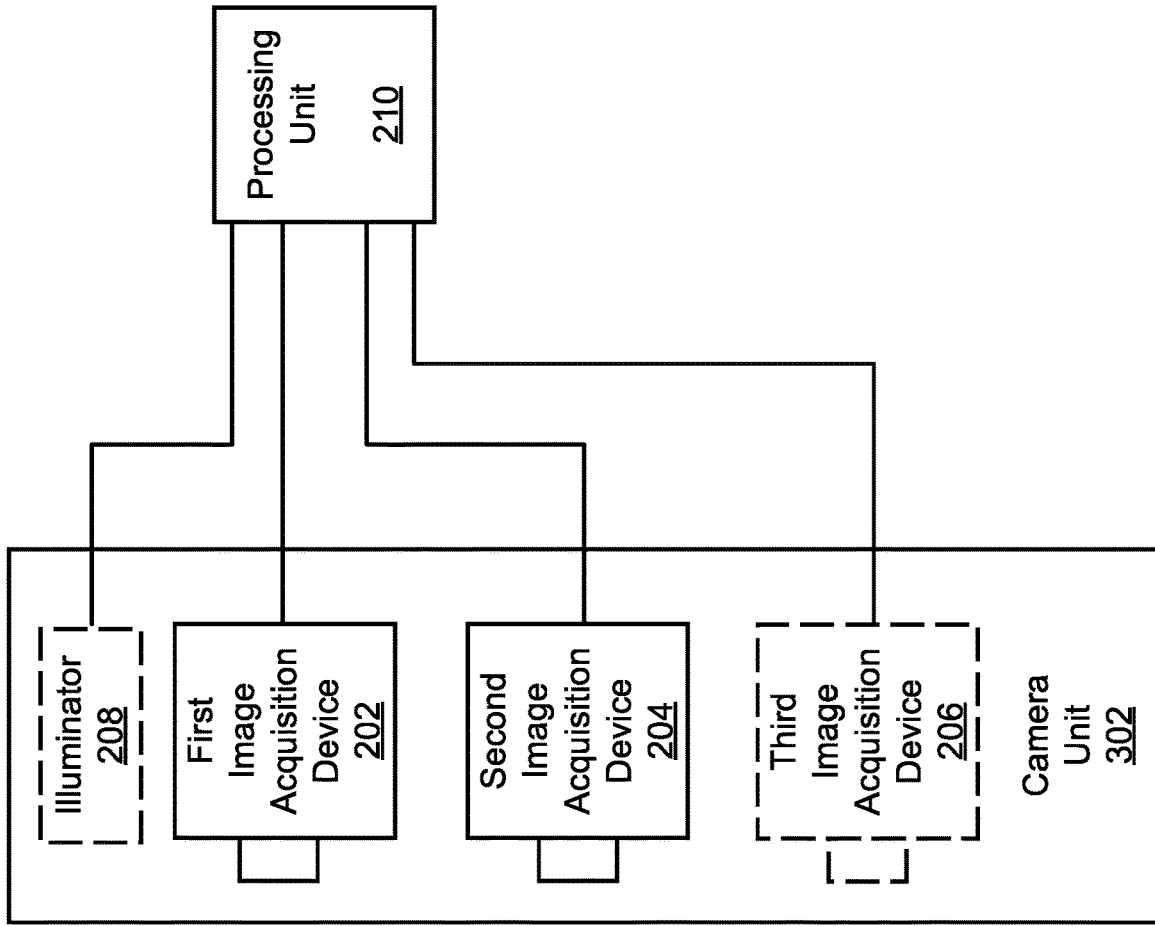 Processing
Unit
210
Illuminator
208
First
Image
Acquisition
Device
202
Second
Image
Acquisition
Device
204
Third
Image
Acquisition
Device
206
Camera
Unit
302